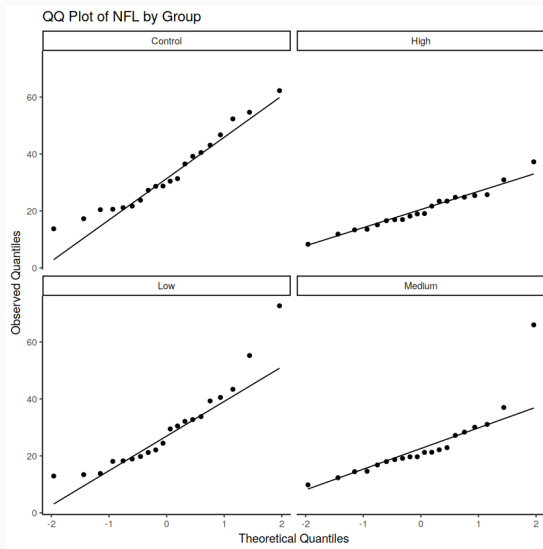 QQ Plot of NFL by Group
Control
High
60
40
20
0
Low
Medium
60
40
20
0
-2 -1 0 1 2
-2 -1 0 1 2
Theoretical Quantiles
Observed Quantiles